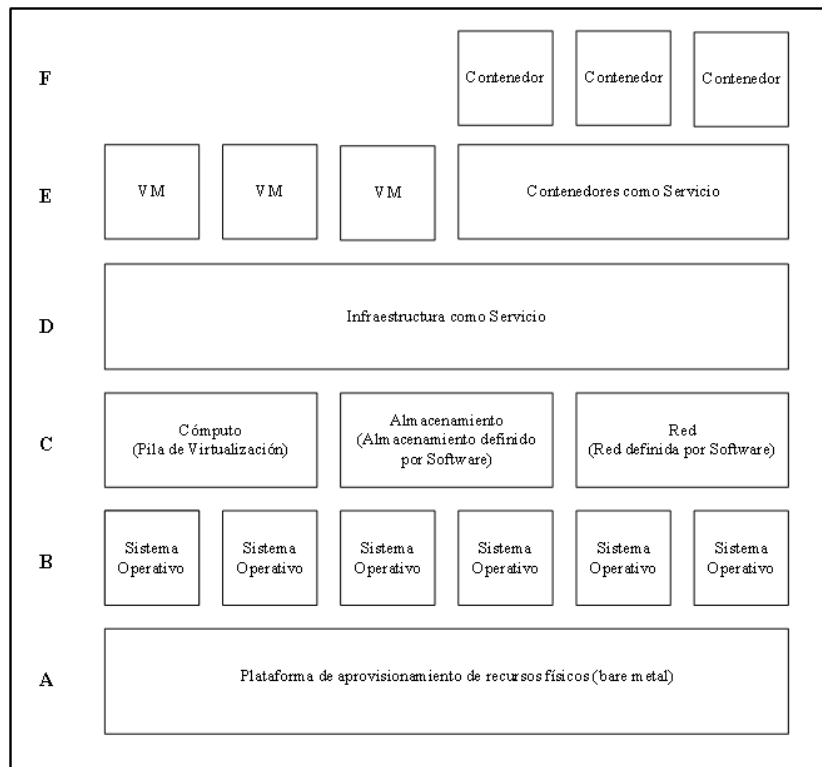 F
Contenedor
Contenedor
Contenedor
E
VM
VM
VM
Contenedores como Servicio
D
Infraestructura como Servicio
C
Cómputo
(Pila de Virtualización)
Almacenamiento
(Almacenamiento definido
por Software)
Red
(Red definida por Software)
B
Sistema
Operativo
Sistema
Operativo
Sistema
Operativo
Sistema
Operativo
Sistema
Operativo
Sistema
Operativo
A
Plataforma de aprovisionamiento de recursos físicos (bare metal)